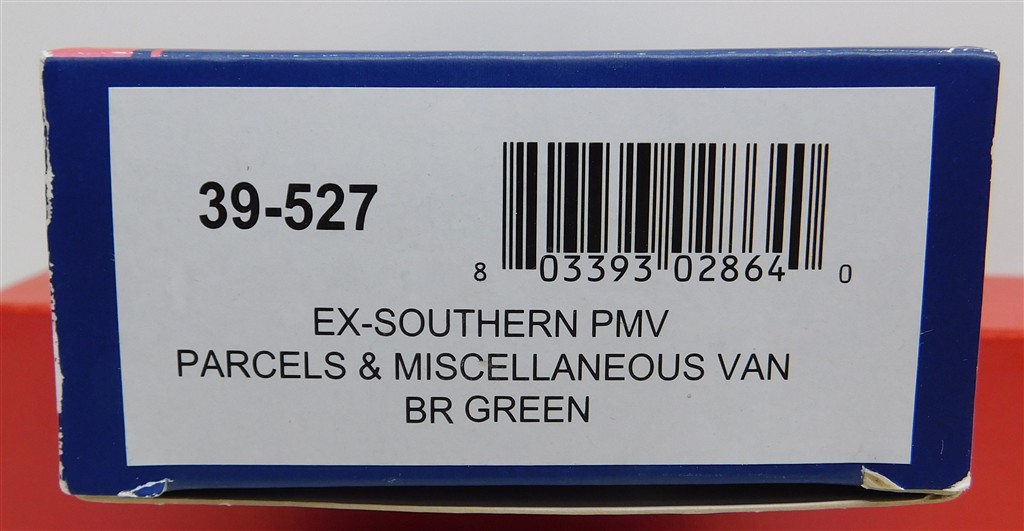 39-527
8 03393 02864 0
EX-SOUTHERN PMV
PARCELS & MISCELLANEOUS VAN
BR GREEN